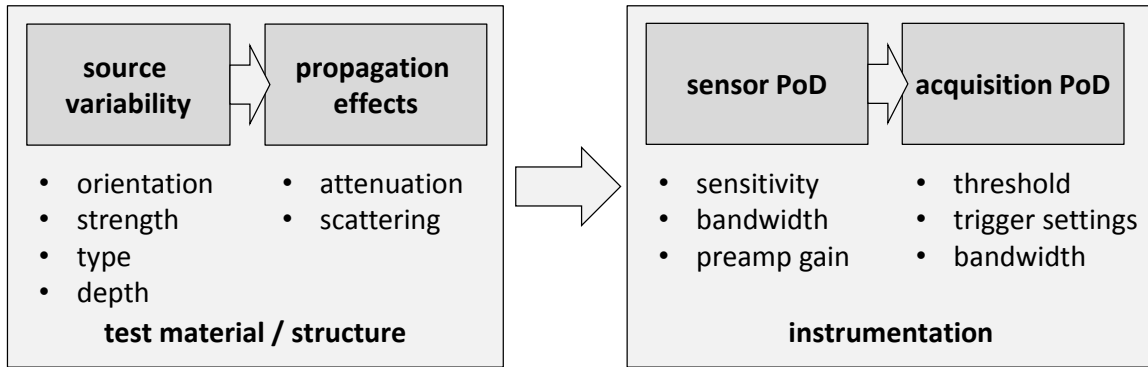 source
variability
propagation
effects
• orientation
• strength
• type
• depth
• attenuation
• scattering
test material / structure
sensor PoD
acquisition PoD
• sensitivity
• bandwidth
• preamp gain
• threshold
• trigger settings
• bandwidth
instrumentation